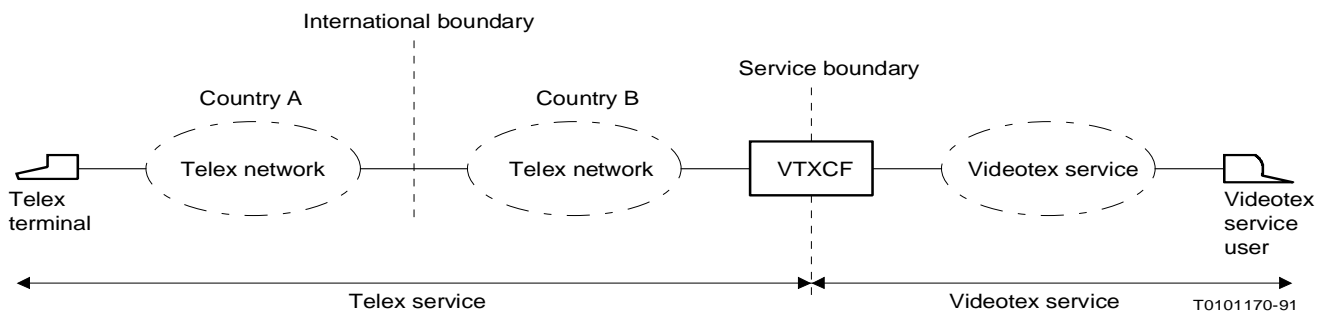 International boundary
Service boundary
Country A
Country B
Telex network
Telex network
VTXCF
Videotex service
Telex
terminal
Videotex
service
user
Telex service
Videotex service
T0101170-91